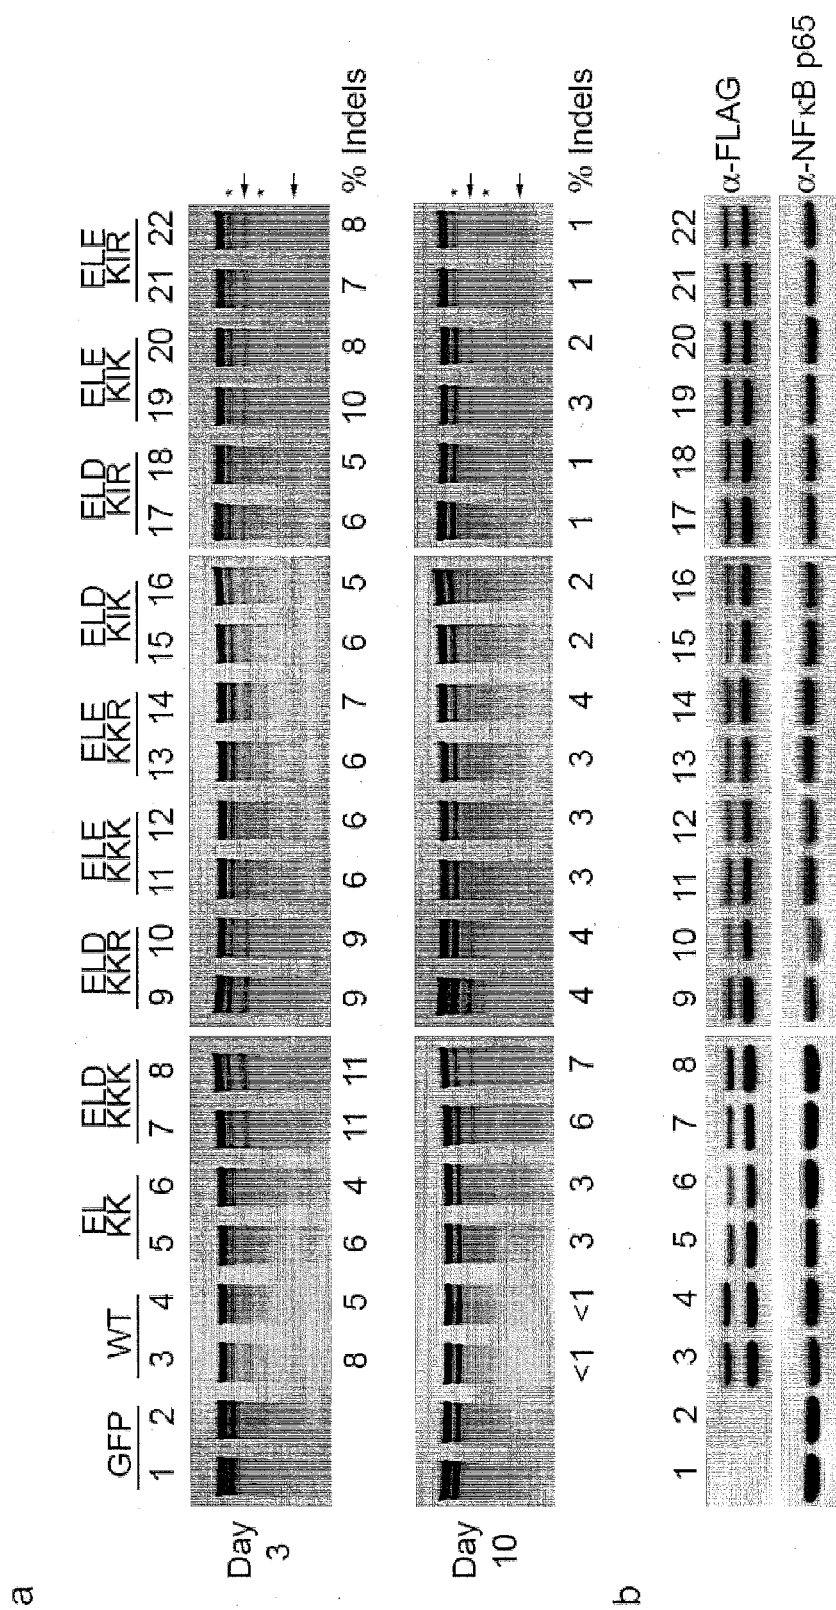 a
GFP WT EL ELD ELD ELE ELE ELD ELD ELE ELE
KK KKK KKR KKK KKR KIK KIR KIK KIR
1 2 3 4 5 6 7 8 9 10 11 12 13 14 15 16 17 18 19 20 21 22
Day
3
*
*
8 5 6 4 11 11 9 9 6 6 6 7 6 5 6 5 10 8 7 8 % Indels
Day
10
*
*
<1 <1 3 3 6 7 4 4 3 3 3 4 2 2 1 1 3 2 1 1 % Indels
b
1 2 3 4 5 6 7 8 9 10 11 12 13 14 15 16 17 18 19 20 21 22
α-FLAG
α-NFκB p65